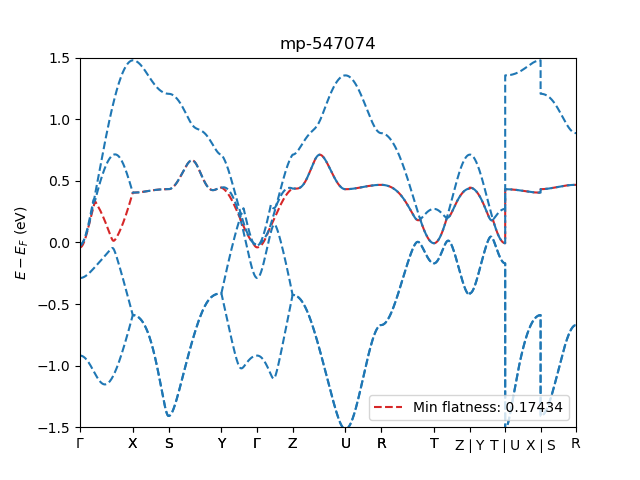 mp-547074
1.5
1.0
0.5
0.0
−0.5
−1.0
−1.5
E − E_F (eV)
Min flatness: 0.17434
Γ X S Y Γ Z U R T Z | Y T | U X | S R